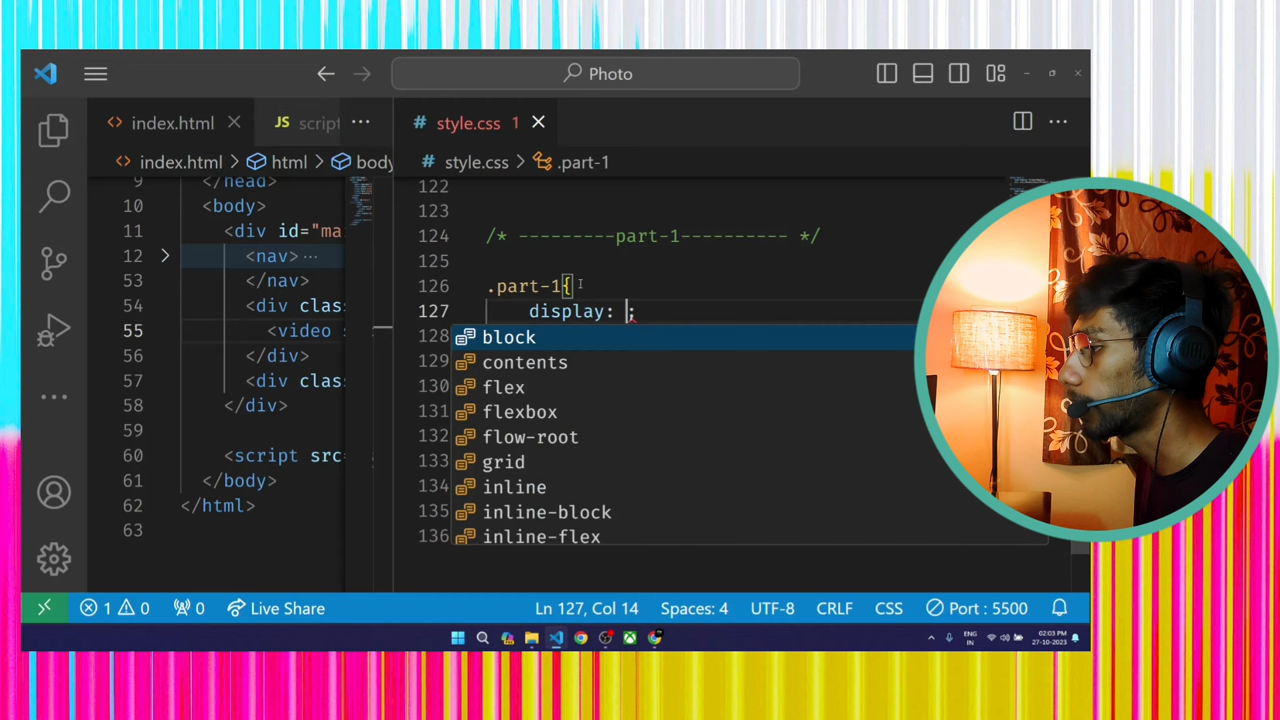 Photo
index.html
JS script ...
# style.css 1
index.html > html > body
# style.css > .part-1
9 </head>
10 <body>
11 <div id="ma
12 <nav> ...
53 </nav>
54 <div class
55 <video s
56 </div>
57 <div class
58 </div>
59
60 <script src=
61 </body>
62 </html>
63
122
123
124 /* ---------part-1---------- */
125
126 .part-1{
127 display: ;
128
129
130
131
132
133
134
135
136
block
contents
flex
flexbox
flow-root
grid
inline
inline-block
inline-flex
1 0 0 Live Share Ln 127, Col 14 Spaces: 4 UTF-8 CRLF CSS Port : 5500
ENG
IN
02:03 PM
27-10-2023
JBL